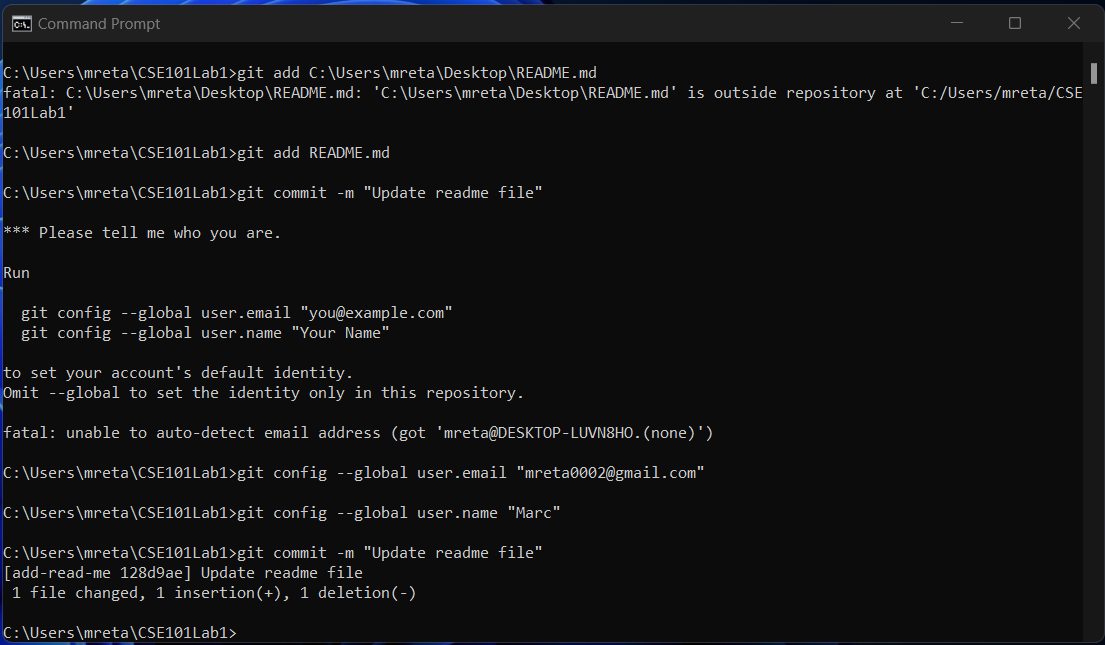 Command Prompt
C:\Users\mreta\CSE101Lab1>git add C:\Users\mreta\Desktop\README.md
fatal: C:\Users\mreta\Desktop\README.md: 'C:\Users\mreta\Desktop\README.md' is outside repository at 'C:/Users/mreta/CSE
101Lab1'
C:\Users\mreta\CSE101Lab1>git add README.md
C:\Users\mreta\CSE101Lab1>git commit -m "Update readme file"
*** Please tell me who you are.
Run
  git config --global user.email "you@example.com"
  git config --global user.name "Your Name"
to set your account's default identity.
Omit --global to set the identity only in this repository.
fatal: unable to auto-detect email address (got 'mreta@DESKTOP-LUVN8HO.(none)')
C:\Users\mreta\CSE101Lab1>git config --global user.email "mreta0002@gmail.com"
C:\Users\mreta\CSE101Lab1>git config --global user.name "Marc"
C:\Users\mreta\CSE101Lab1>git commit -m "Update readme file"
[add-read-me 128d9ae] Update readme file
 1 file changed, 1 insertion(+), 1 deletion(-)
C:\Users\mreta\CSE101Lab1>